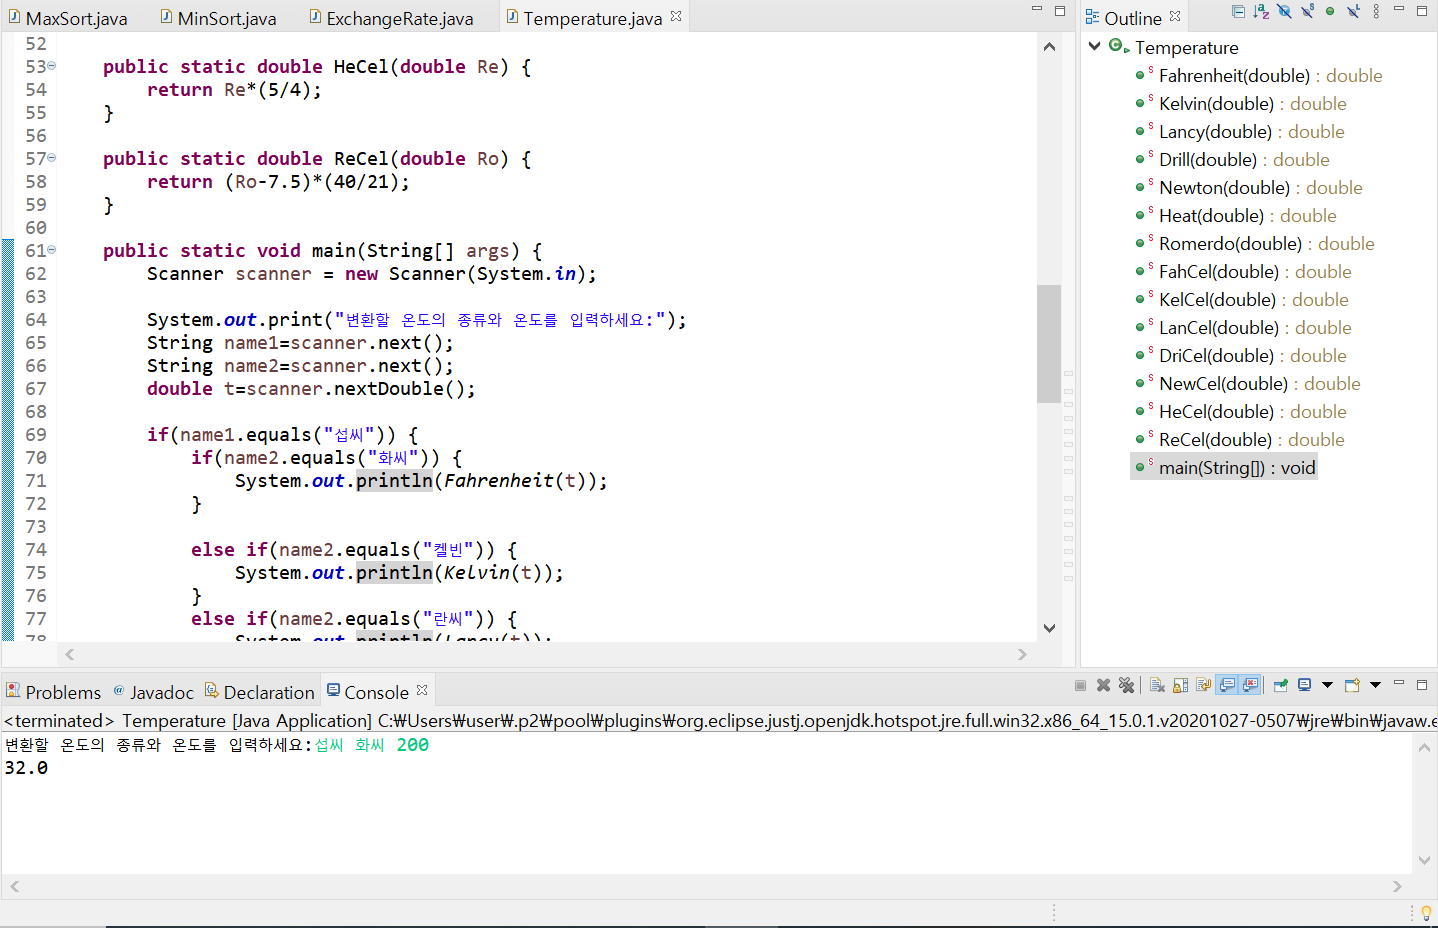 MaxSort.java MinSort.java ExchangeRate.java Temperature.java
52
53 public static double HeCel(double Re) {
54 return Re*(5/4);
55 }
56
57 public static double ReCel(double Ro) {
58 return (Ro-7.5)*(40/21);
59 }
60
61 public static void main(String[] args) {
62 Scanner scanner = new Scanner(System.in);
63
64 System.out.print("변환할 온도의 종류와 온도를 입력하세요:");
65 String name1=scanner.next();
66 String name2=scanner.next();
67 double t=scanner.nextDouble();
68
69 if(name1.equals("섭씨")) {
70 if(name2.equals("화씨")) {
71 System.out.println(Fahrenheit(t));
72 }
73
74 else if(name2.equals("켈빈")) {
75 System.out.println(Kelvin(t));
76 }
77 else if(name2.equals("란씨")) {
78 System.out.println(Lancy(t));
Outline
Temperature
Fahrenheit(double) : double
Kelvin(double) : double
Lancy(double) : double
Drill(double) : double
Newton(double) : double
Heat(double) : double
Romerdo(double) : double
FahCel(double) : double
KelCel(double) : double
LanCel(double) : double
DriCel(double) : double
NewCel(double) : double
HeCel(double) : double
ReCel(double) : double
main(String[]) : void
Problems Javadoc Declaration Console
<terminated> Temperature [Java Application] C:₩Users₩user₩.p2₩pool₩plugins₩org.eclipse.justj.openjdk.hotspot.jre.full.win32.x86_64_15.0.1.v20201027-0507₩jre₩bin₩javaw.e
변환할 온도의 종류와 온도를 입력하세요:섭씨 화씨 200
32.0